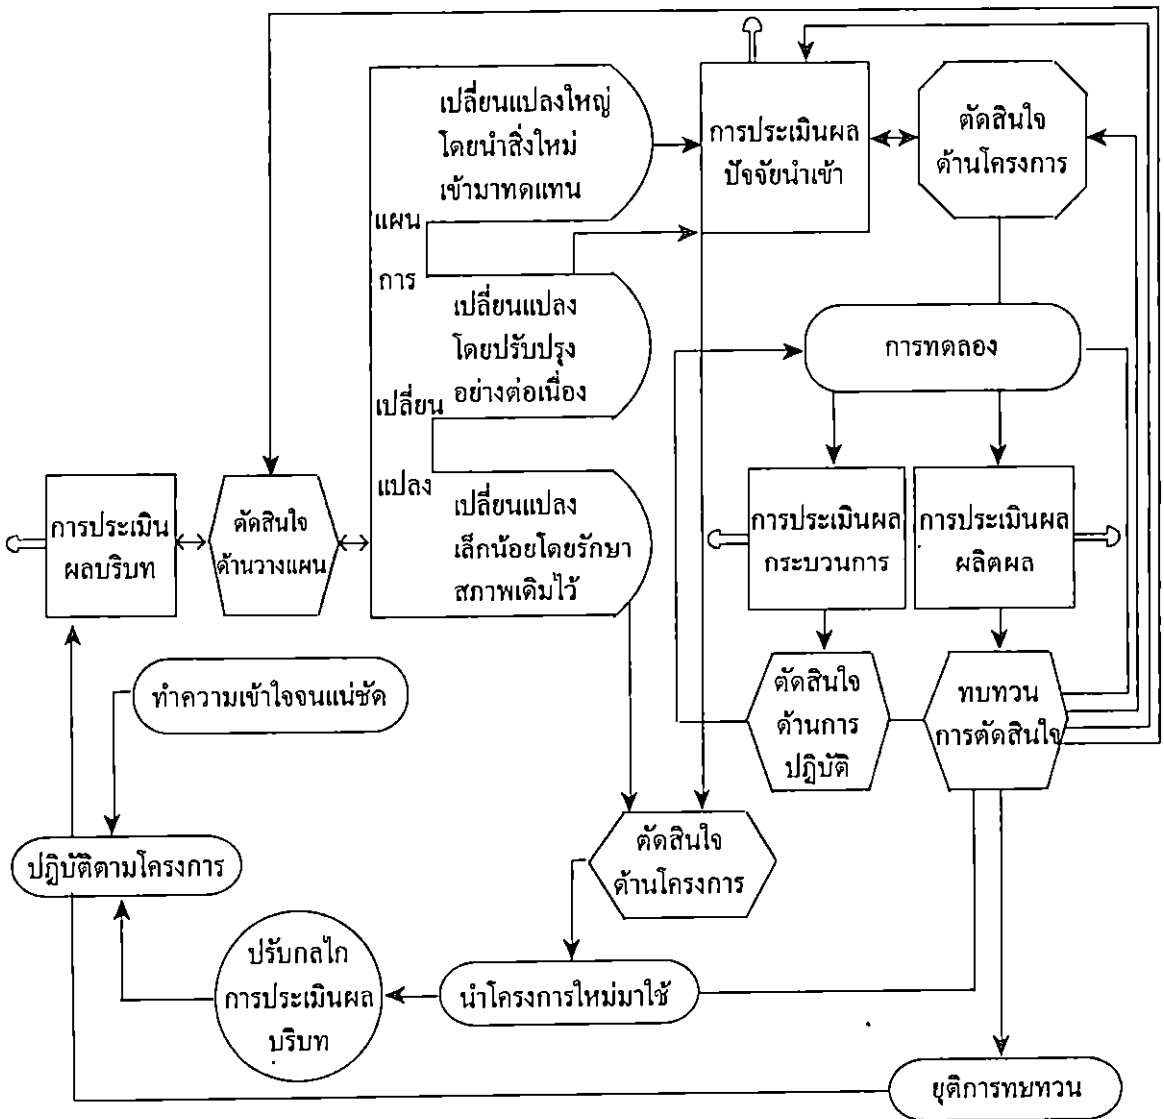 เปลี่ยนแปลงใหญ่
โดยนำสิ่งใหม่
เข้ามาทดแทน
การประเมินผล
ปัจจัยนำเข้า
ตัดสินใจ
ด้านโครงการ
แผน
การ
เปลี่ยน
แปลง
เปลี่ยนแปลง
โดยปรับปรุง
อย่างต่อเนื่อง
การทดลอง
การประเมิน
ผลบริบท
ตัดสินใจ
ด้านวางแผน
เปลี่ยนแปลง
เล็กน้อยโดยรักษา
สภาพเดิมไว้
การประเมินผล
กระบวนการ
การประเมินผล
ผลิตผล
ทำความเข้าใจจนแน่ชัด
ตัดสินใจ
ด้านการ
ปฏิบัติ
ทบทวน
การตัดสินใจ
ปฏิบัติตามโครงการ
ตัดสินใจ
ด้านโครงการ
ปรับกลไก
การประเมินผล
บริบท
นำโครงการใหม่มาใช้
ยุติการทบทวน